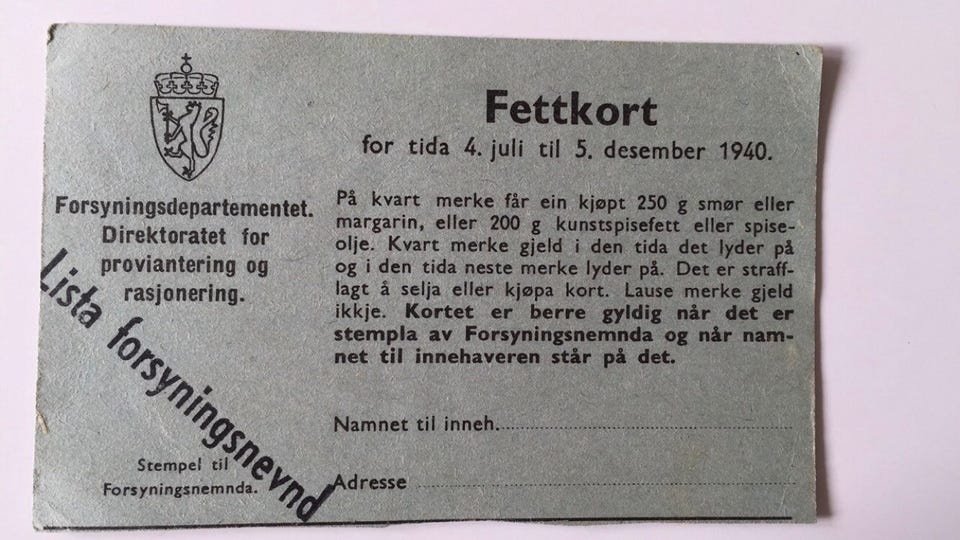 Fettkort
for tida 4. juli til 5. desember 1940.
Forsyningsdepartementet.
Direktoratet for
proviantering og
rasjonering.
På kvart merke får ein kjøpt 250 g smør eller
margarin, eller 200 g kunstspisefett eller spise-
olje. Kvart merke gjeld i den tida det lyder på
og i den tida neste merke lyder på. Det er straff-
lagt å selja eller kjøpa kort. Lause merke gjeld
ikkje. Kortet er berre gyldig når det er
stempla av Forsyningsnemnda og når nam-
net til innehaveren står på det.
Lista forsyningsnevnd
Namnet til inneh.
Stempel til
Forsyningsnemnda.
Adresse